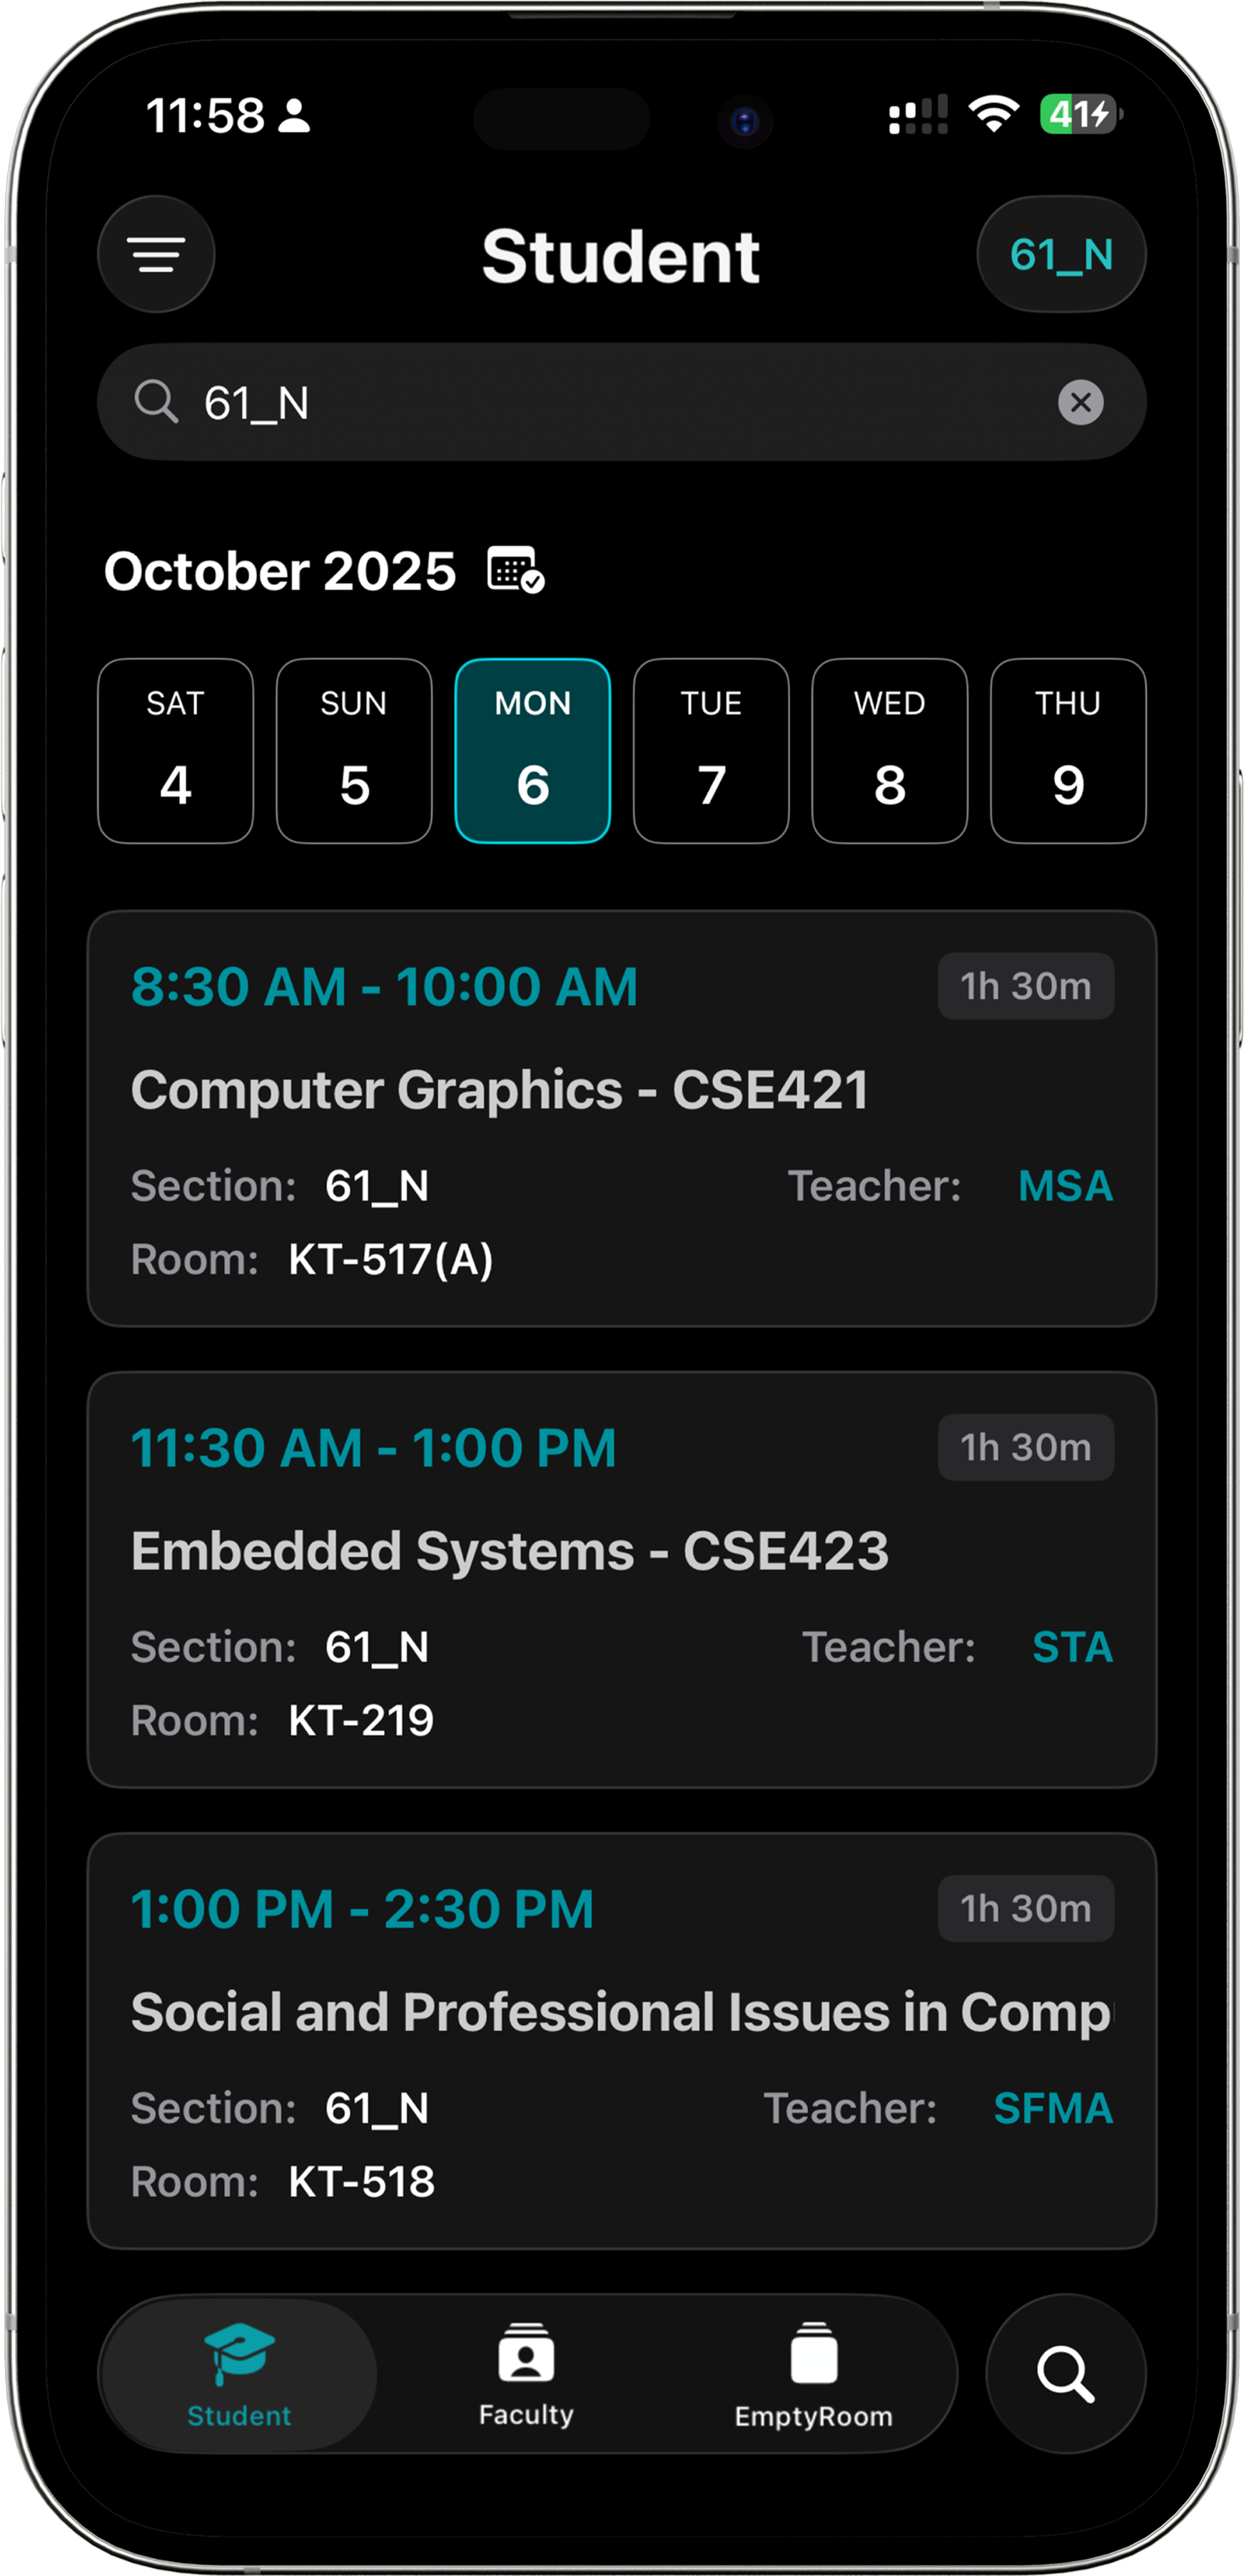 11:58 41
Student 61_N
61_N
October 2025
SAT SUN MON TUE WED THU
4 5 6 7 8 9
8:30 AM - 10:00 AM 1h 30m
Computer Graphics - CSE421
Section: 61_N Teacher: MSA
Room: KT-517(A)
11:30 AM - 1:00 PM 1h 30m
Embedded Systems - CSE423
Section: 61_N Teacher: STA
Room: KT-219
1:00 PM - 2:30 PM 1h 30m
Social and Professional Issues in Comp
Section: 61_N Teacher: SFMA
Room: KT-518
Student Faculty EmptyRoom